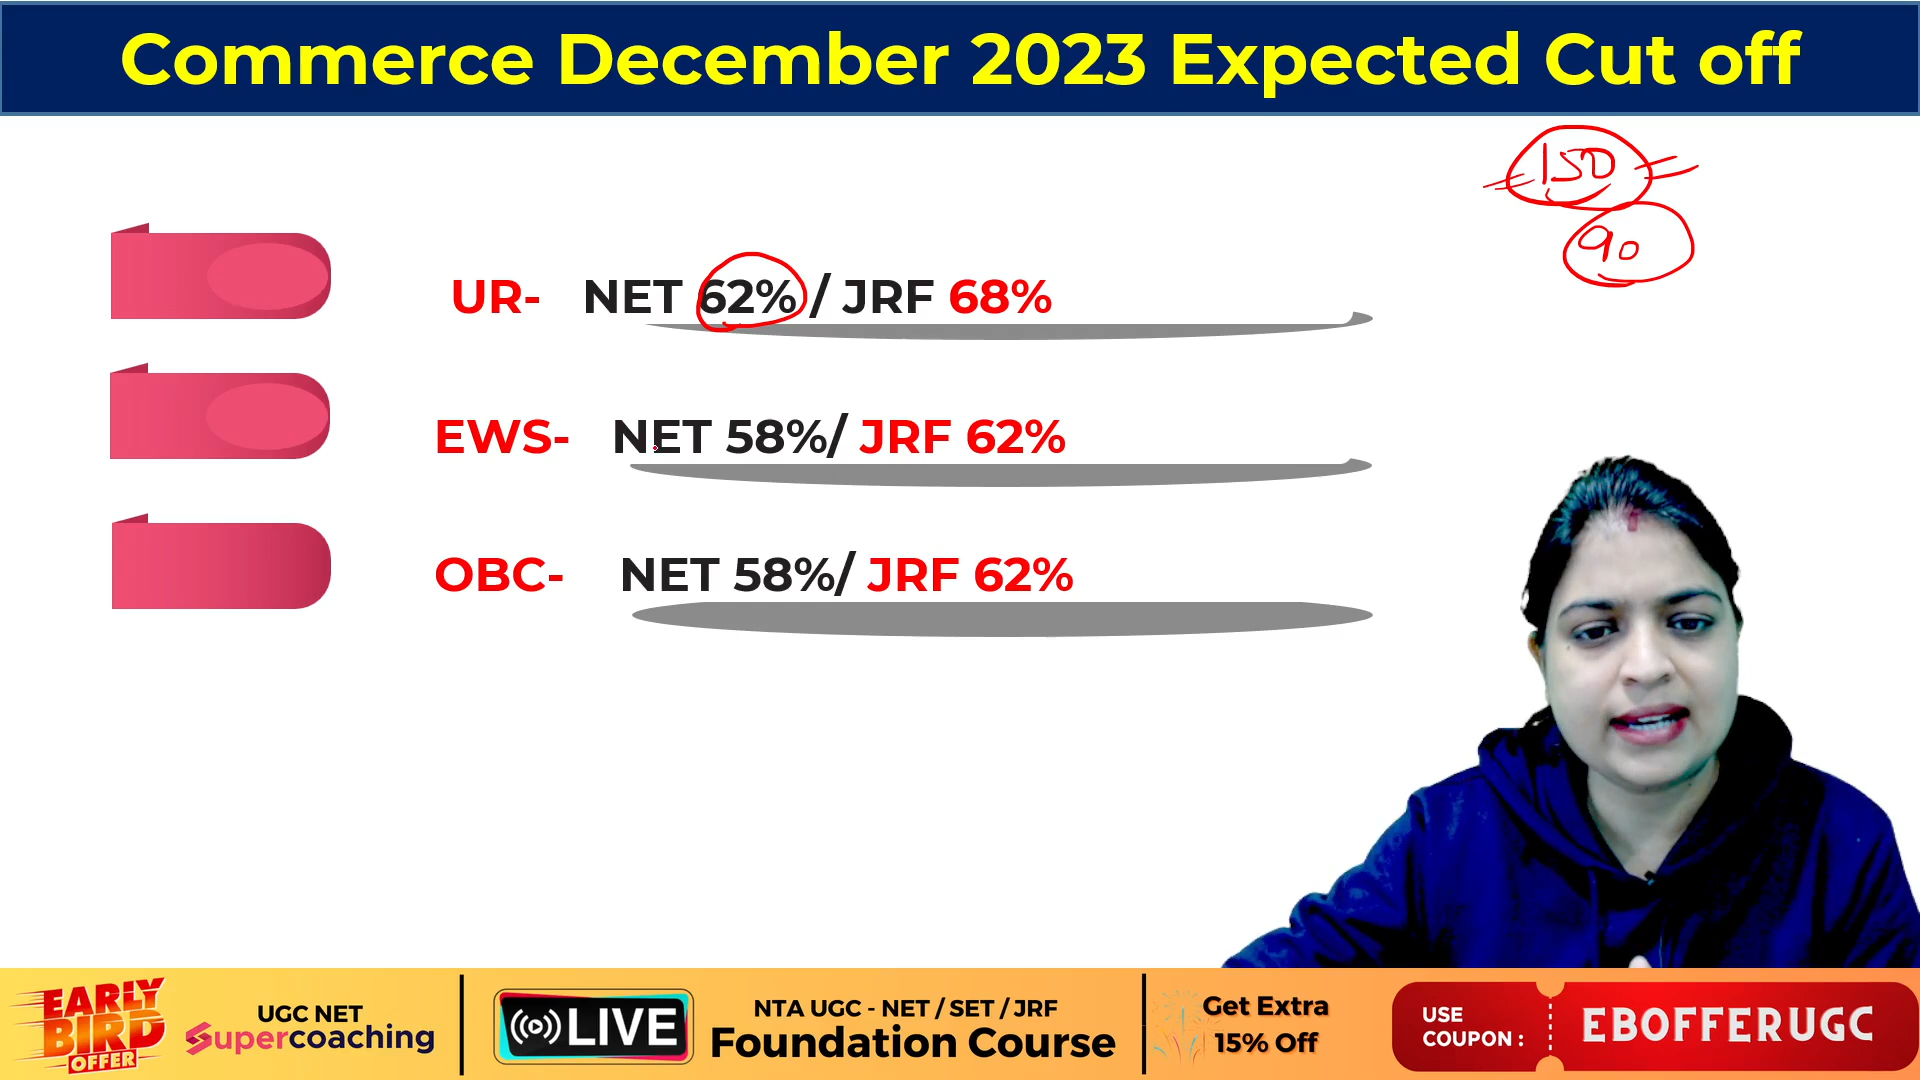 Commerce December 2023 Expected Cut off
150
90
UR- NET 62% / JRF 68%
EWS- NET 58%/ JRF 62%
OBC- NET 58%/ JRF 62%
EARLY
BIRD
OFFER
UGC NET
Supercoaching
LIVE
NTA UGC - NET / SET / JRF
Foundation Course
Get Extra
15% Off
USE
COUPON :
EBOFFERUGC